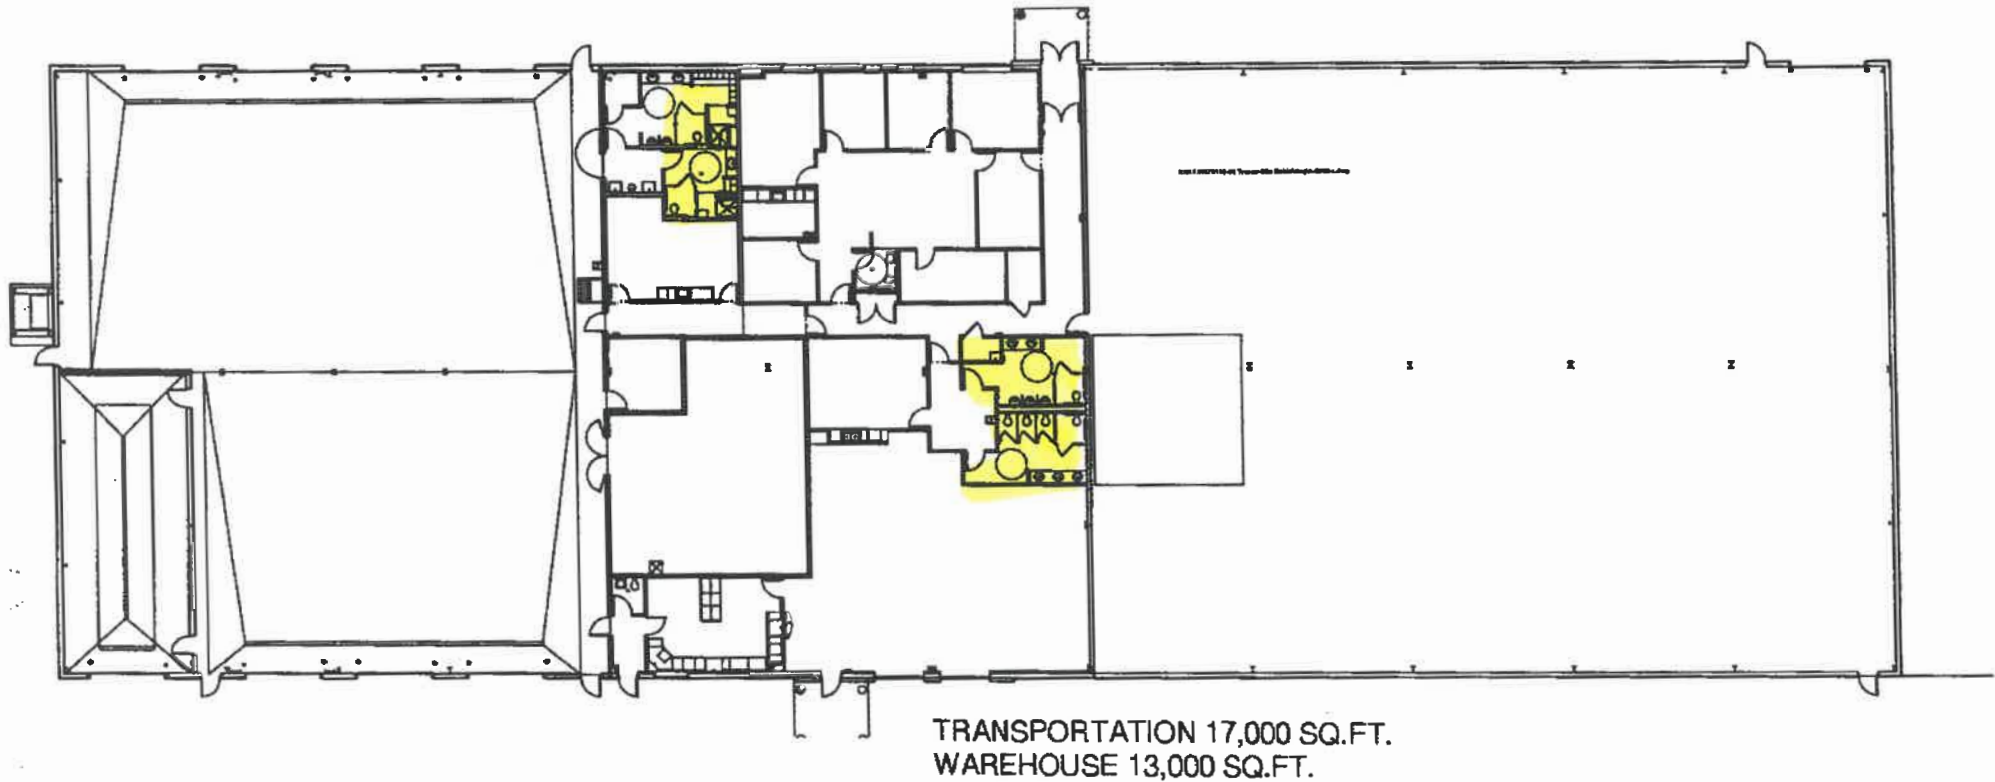 TRANSPORTATION 17,000 SQ.FT.
WAREHOUSE 13,000 SQ.FT.